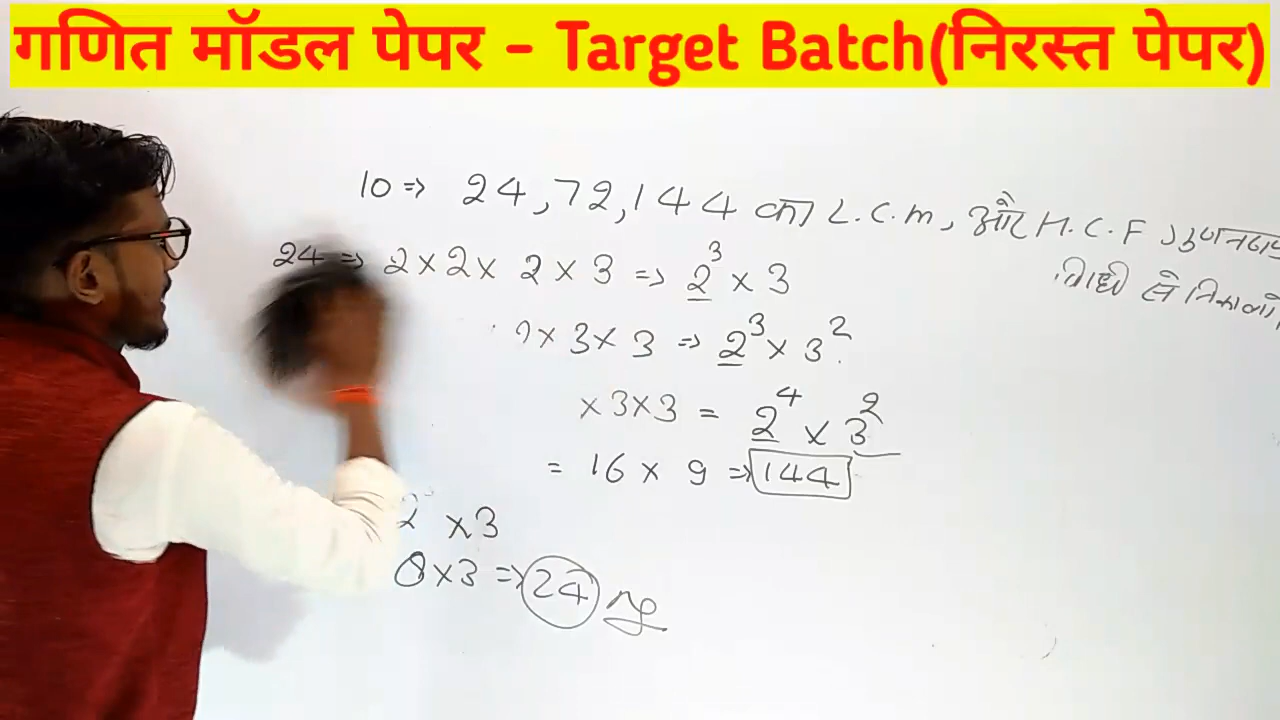 गणित मॉडल पेपर - Target Batch(निरस्त पेपर)
10 ⇒ 24, 72, 144 का L.C.M, और H.C.F
विधी से निकालो
24 ⇒ 2 × 2 × 2 × 3 ⇒ 2³ × 3
× 3 × 3 ⇒ 2³ × 3²
× 3 × 3 = 2⁴ × 3²
= 16 × 9 ⇒ 144
2³ × 3
8 × 3 ⇒ 24